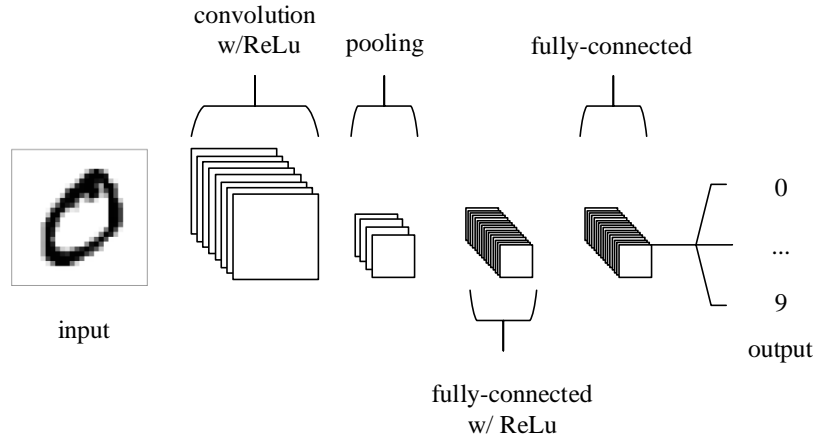 convolution
w/ReLu
pooling
fully-connected
input
0
...
9
output
fully-connected
w/ ReLu